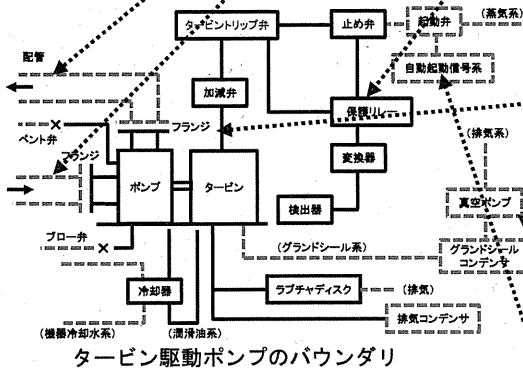 タービントリップ弁
止め弁
起動弁
(蒸気系)
配管
自動起動信号系
加減弁
保護リレー
フランジ
(排気系)
ベント弁
フランジ
変換器
ポンプ
タービン
検出器
真空ポンプ
ブロー弁
(グランドシール系)
グランドシール
コンデンサ
冷却器
ラプチャディスク
(排気)
(機器冷却水系)
(潤滑油系)
排気コンデンサ
タービン駆動ポンプのバウンダリ